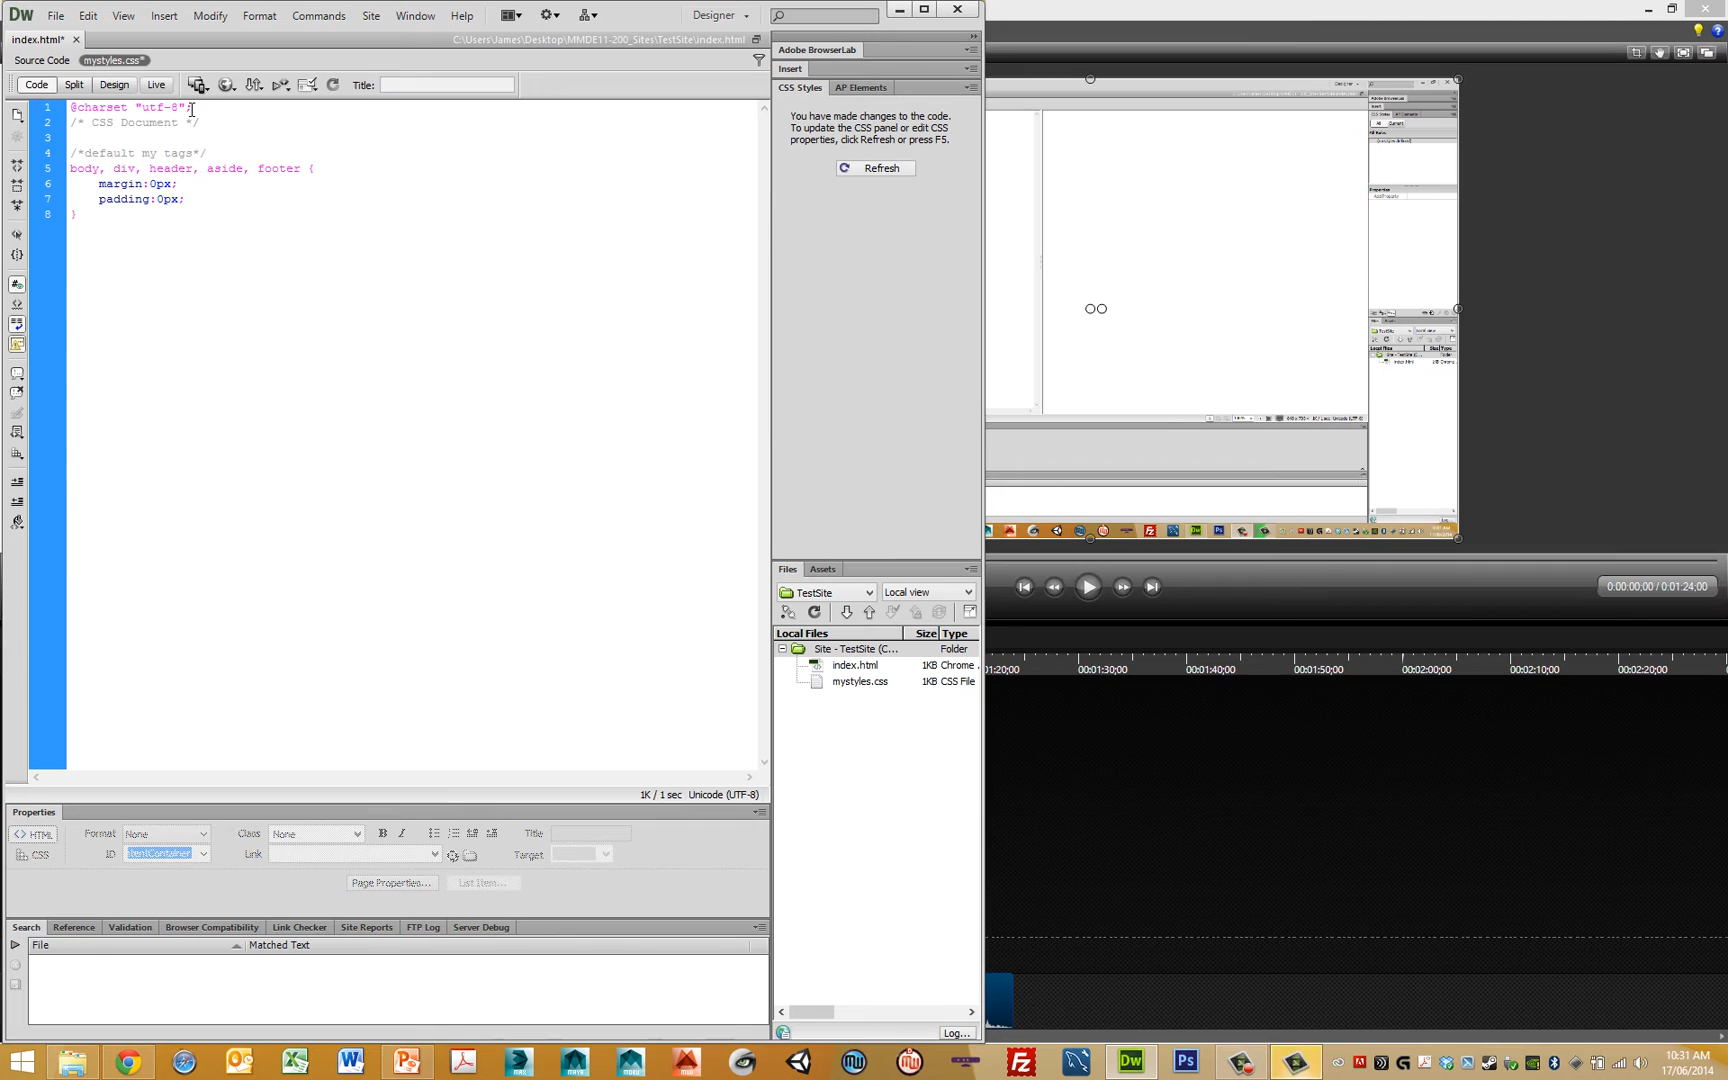 Dw File Edit View Insert Modify Format Commands Site Window Help Designer
index.html* C:\Users\James\Desktop\MMDE11-200_Sites\TestSite\index.html
Source Code mystyles.css*
Code Split Design Live Title:
1 @charset "utf-8";
2 /* CSS Document */
3
4 /*default my tags*/
5 body, div, header, aside, footer {
6 margin:0px;
7 padding:0px;
8 }
Adobe BrowserLab
Insert
CSS Styles AP Elements
You have made changes to the code.
To update the CSS panel or edit CSS
properties, click Refresh or press F5.
Refresh
Files Assets
TestSite Local view
Local Files Size Type
Site - TestSite (C... Folder
index.html 1KB Chrome
mystyles.css 1KB CSS File
Log...
1K / 1 sec Unicode (UTF-8)
Properties
<> HTML Format None Class None B I Title
CSS ID Link Target
Page Properties... List Item...
Search Reference Validation Browser Compatibility Link Checker Site Reports FTP Log Server Debug
File Matched Text
0:00:00;00 / 0:01:24;00
01:20;00 00:01:30;00 00:01:40;00 00:01:50;00 00:02:00;00 00:02:10;00 00:02:20;00
10:31 AM
17/06/2014